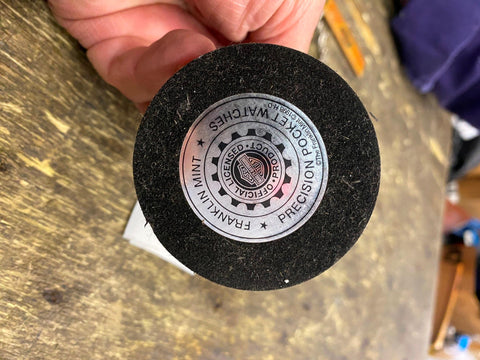 ★ FRANKLIN MINT ★
PRECISION POCKET WATCHES
OFFICIAL LICENSED • PRODUCT •